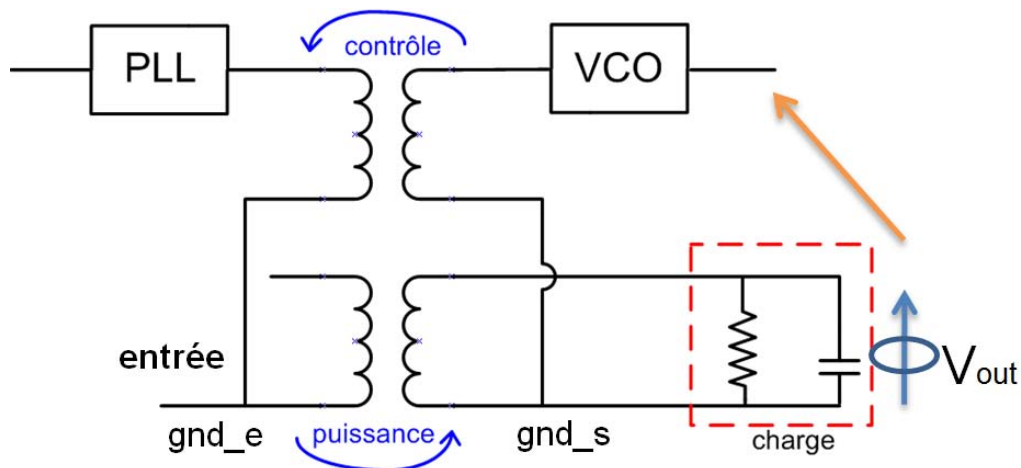 PLL
contrôle
VCO
entrée
gnd_e
puissance
gnd_s
charge
Vout